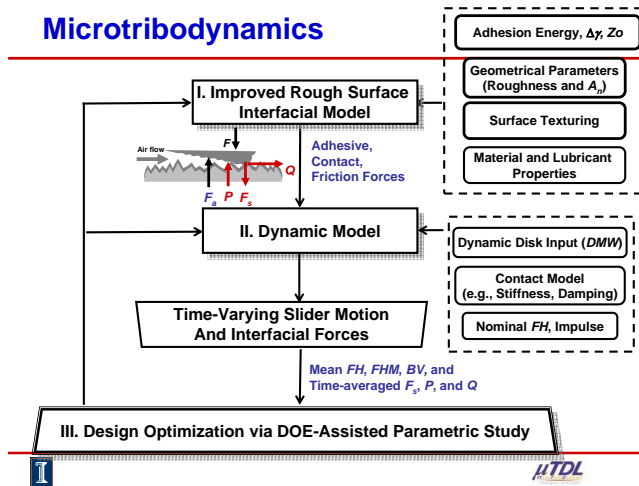 Microtribodynamics
Adhesion Energy, Δγ, Zo
Geometrical Parameters
(Roughness and Aₙ)
Surface Texturing
Material and Lubricant
Properties
I. Improved Rough Surface
Interfacial Model
Air flow
F
Q
Fₐ P Fₛ
Adhesive,
Contact,
Friction Forces
II. Dynamic Model
Dynamic Disk Input (DMW)
Contact Model
(e.g., Stiffness, Damping)
Nominal FH, Impulse
Time-Varying Slider Motion
And Interfacial Forces
Mean FH, FHM, BV, and
Time-averaged Fₛ, P, and Q
III. Design Optimization via DOE-Assisted Parametric Study
I
μTDL